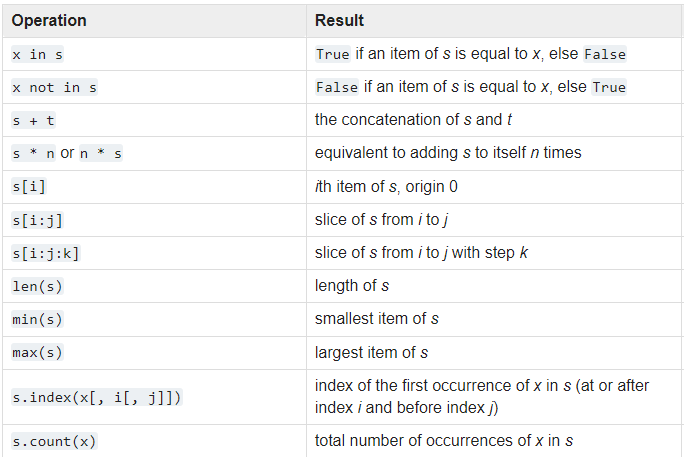 Operation Result
x in s True if an item of s is equal to x, else False
x not in s False if an item of s is equal to x, else True
s + t the concatenation of s and t
s * n or n * s equivalent to adding s to itself n times
s[i] ith item of s, origin 0
s[i:j] slice of s from i to j
s[i:j:k] slice of s from i to j with step k
len(s) length of s
min(s) smallest item of s
max(s) largest item of s
s.index(x[, i[, j]]) index of the first occurrence of x in s (at or after
index i and before index j)
s.count(x) total number of occurrences of x in s